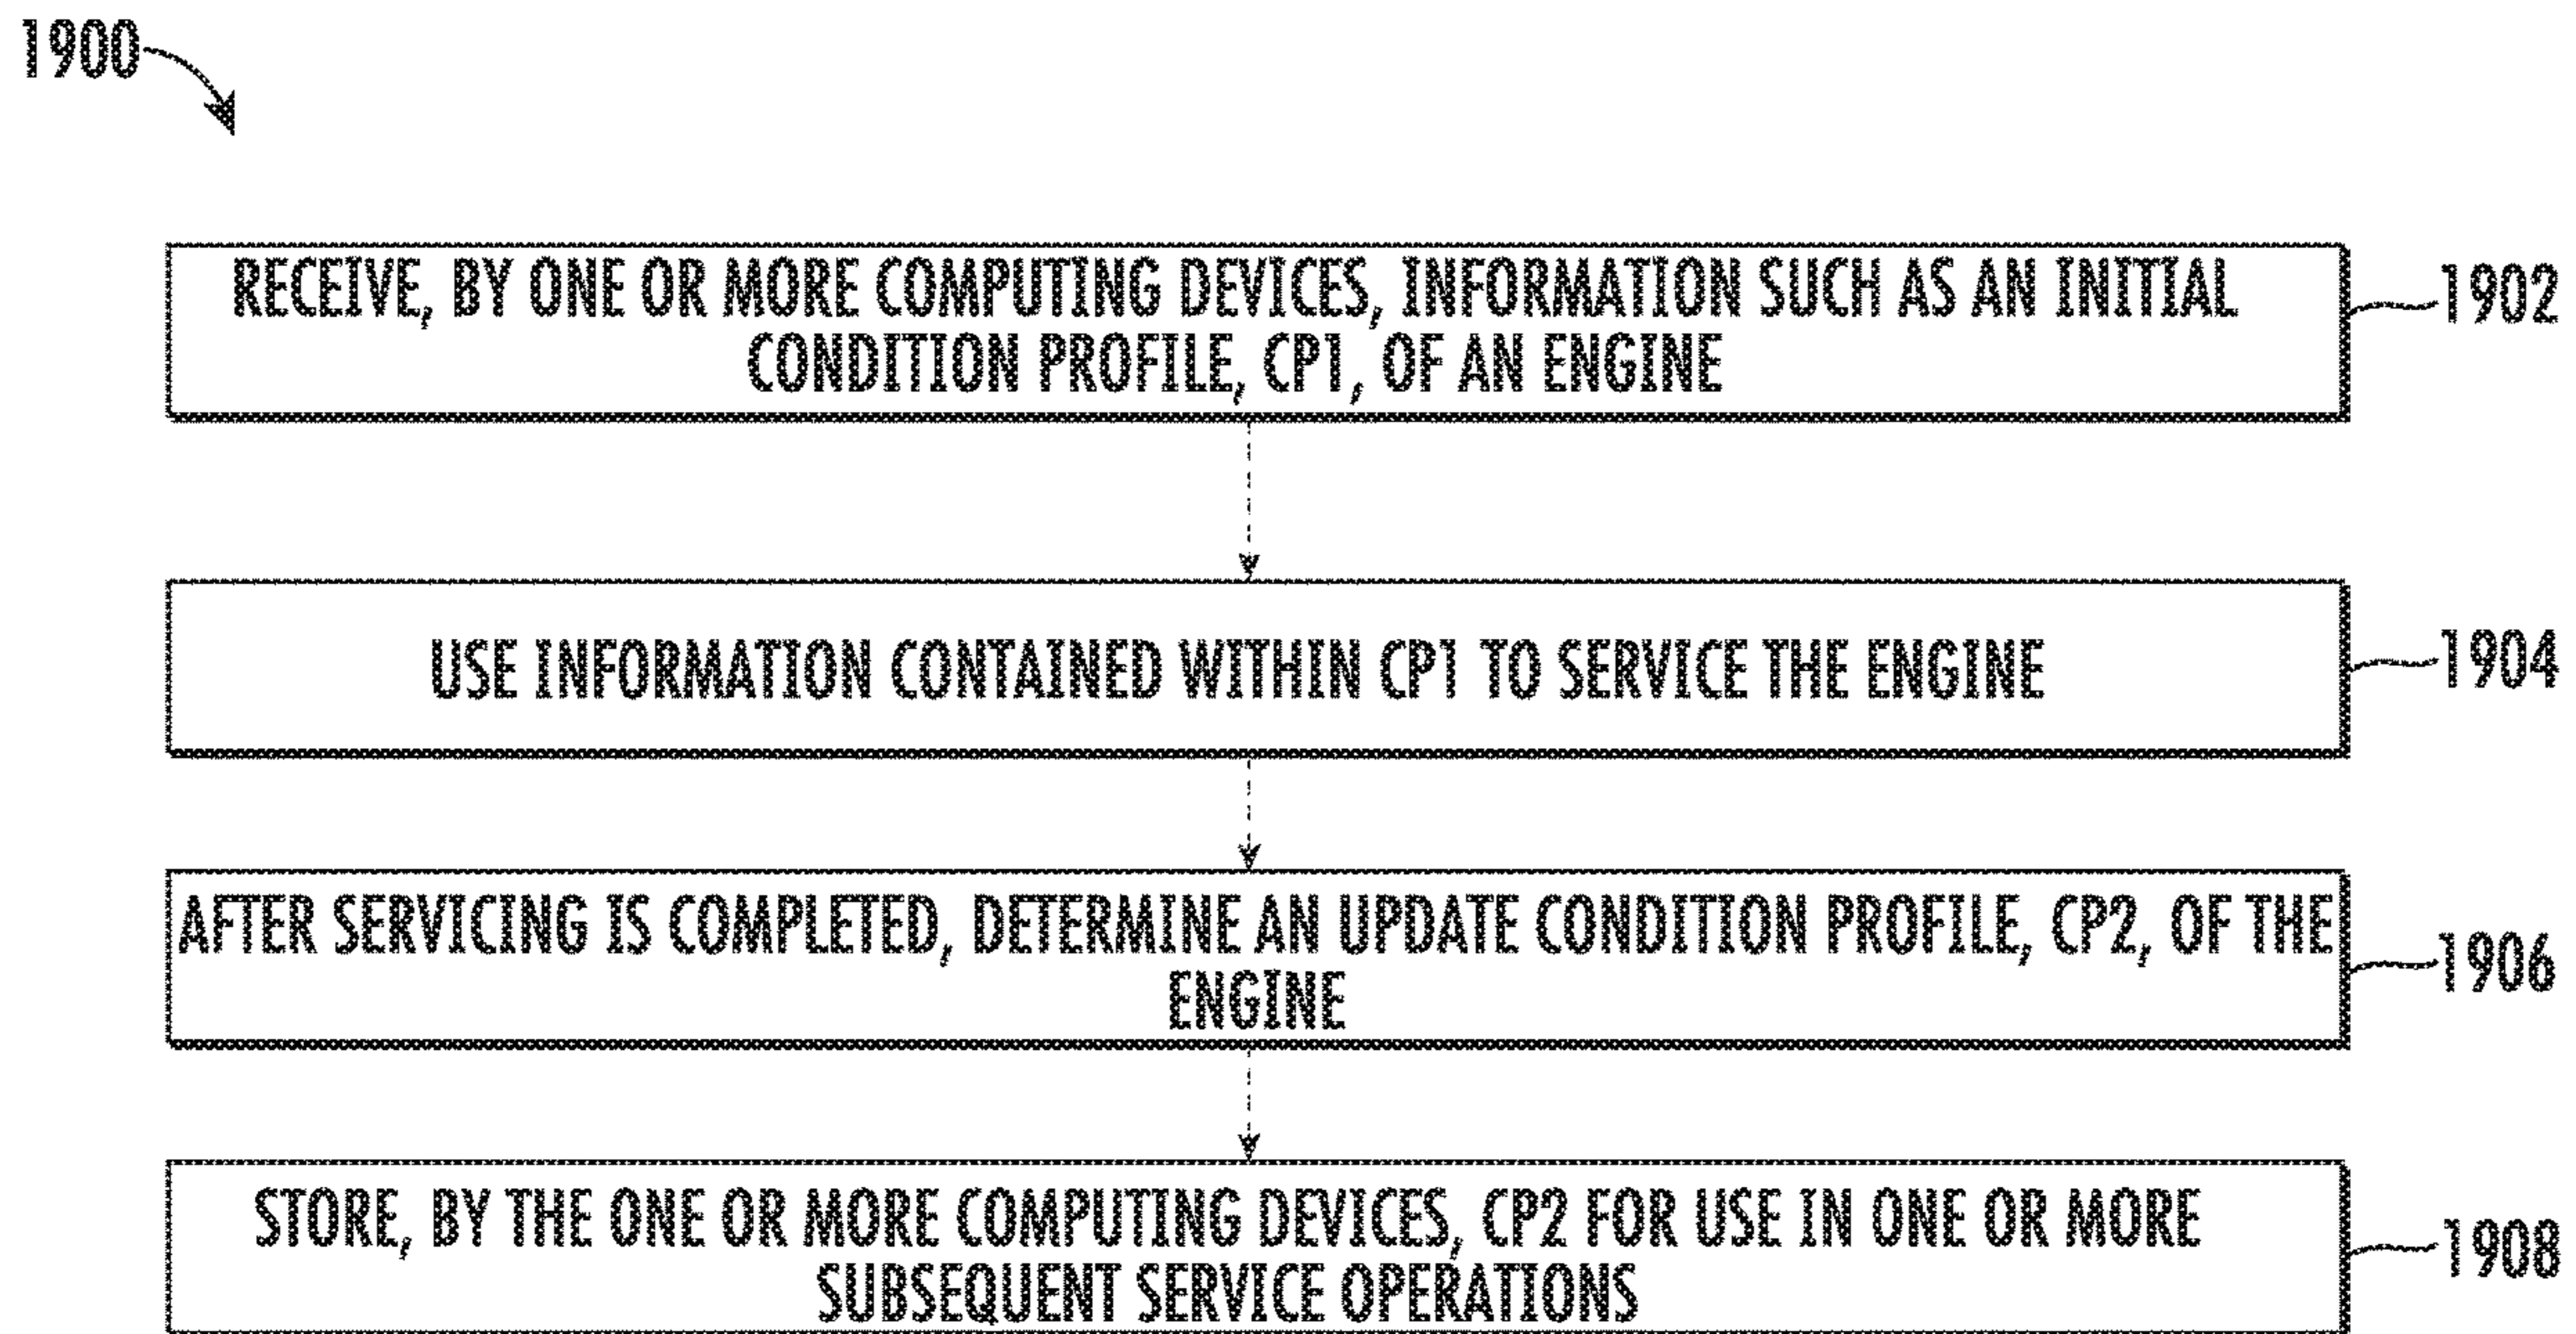 1900
RECEIVE, BY ONE OR MORE COMPUTING DEVICES, INFORMATION SUCH AS AN INITIAL
CONDITION PROFILE, CP1, OF AN ENGINE
1902
USE INFORMATION CONTAINED WITHIN CP1 TO SERVICE THE ENGINE
1904
AFTER SERVICING IS COMPLETED, DETERMINE AN UPDATE CONDITION PROFILE, CP2, OF THE
ENGINE
1906
STORE, BY THE ONE OR MORE COMPUTING DEVICES, CP2 FOR USE IN ONE OR MORE
SUBSEQUENT SERVICE OPERATIONS
1908